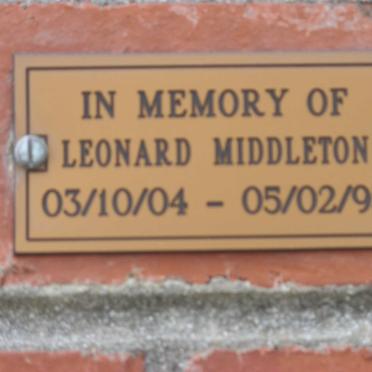 IN MEMORY OF
LEONARD MIDDLETON
03/10/04 - 05/02/9